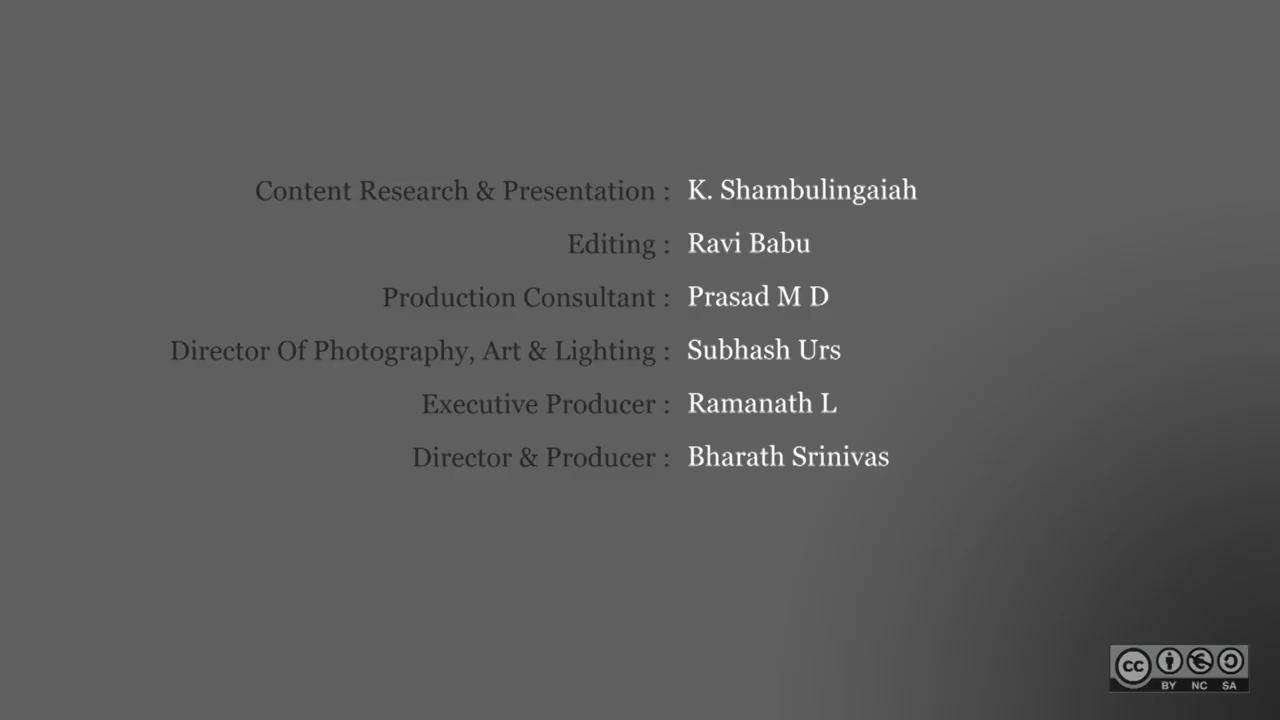 Content Research & Presentation : K. Shambulingaiah
Editing : Ravi Babu
Production Consultant : Prasad M D
Director Of Photography, Art & Lighting : Subhash Urs
Executive Producer : Ramanath L
Director & Producer : Bharath Srinivas
cc
BY NC SA